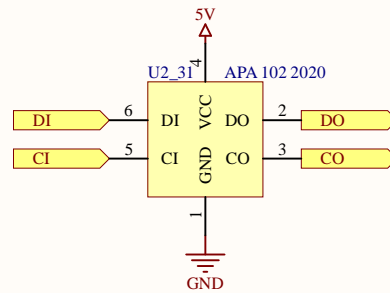 5V
4
U2_31 APA 102 2020
DI 6 DI VCC DO 2 DO
CI 5 CI GND CO 3 CO
1
GND